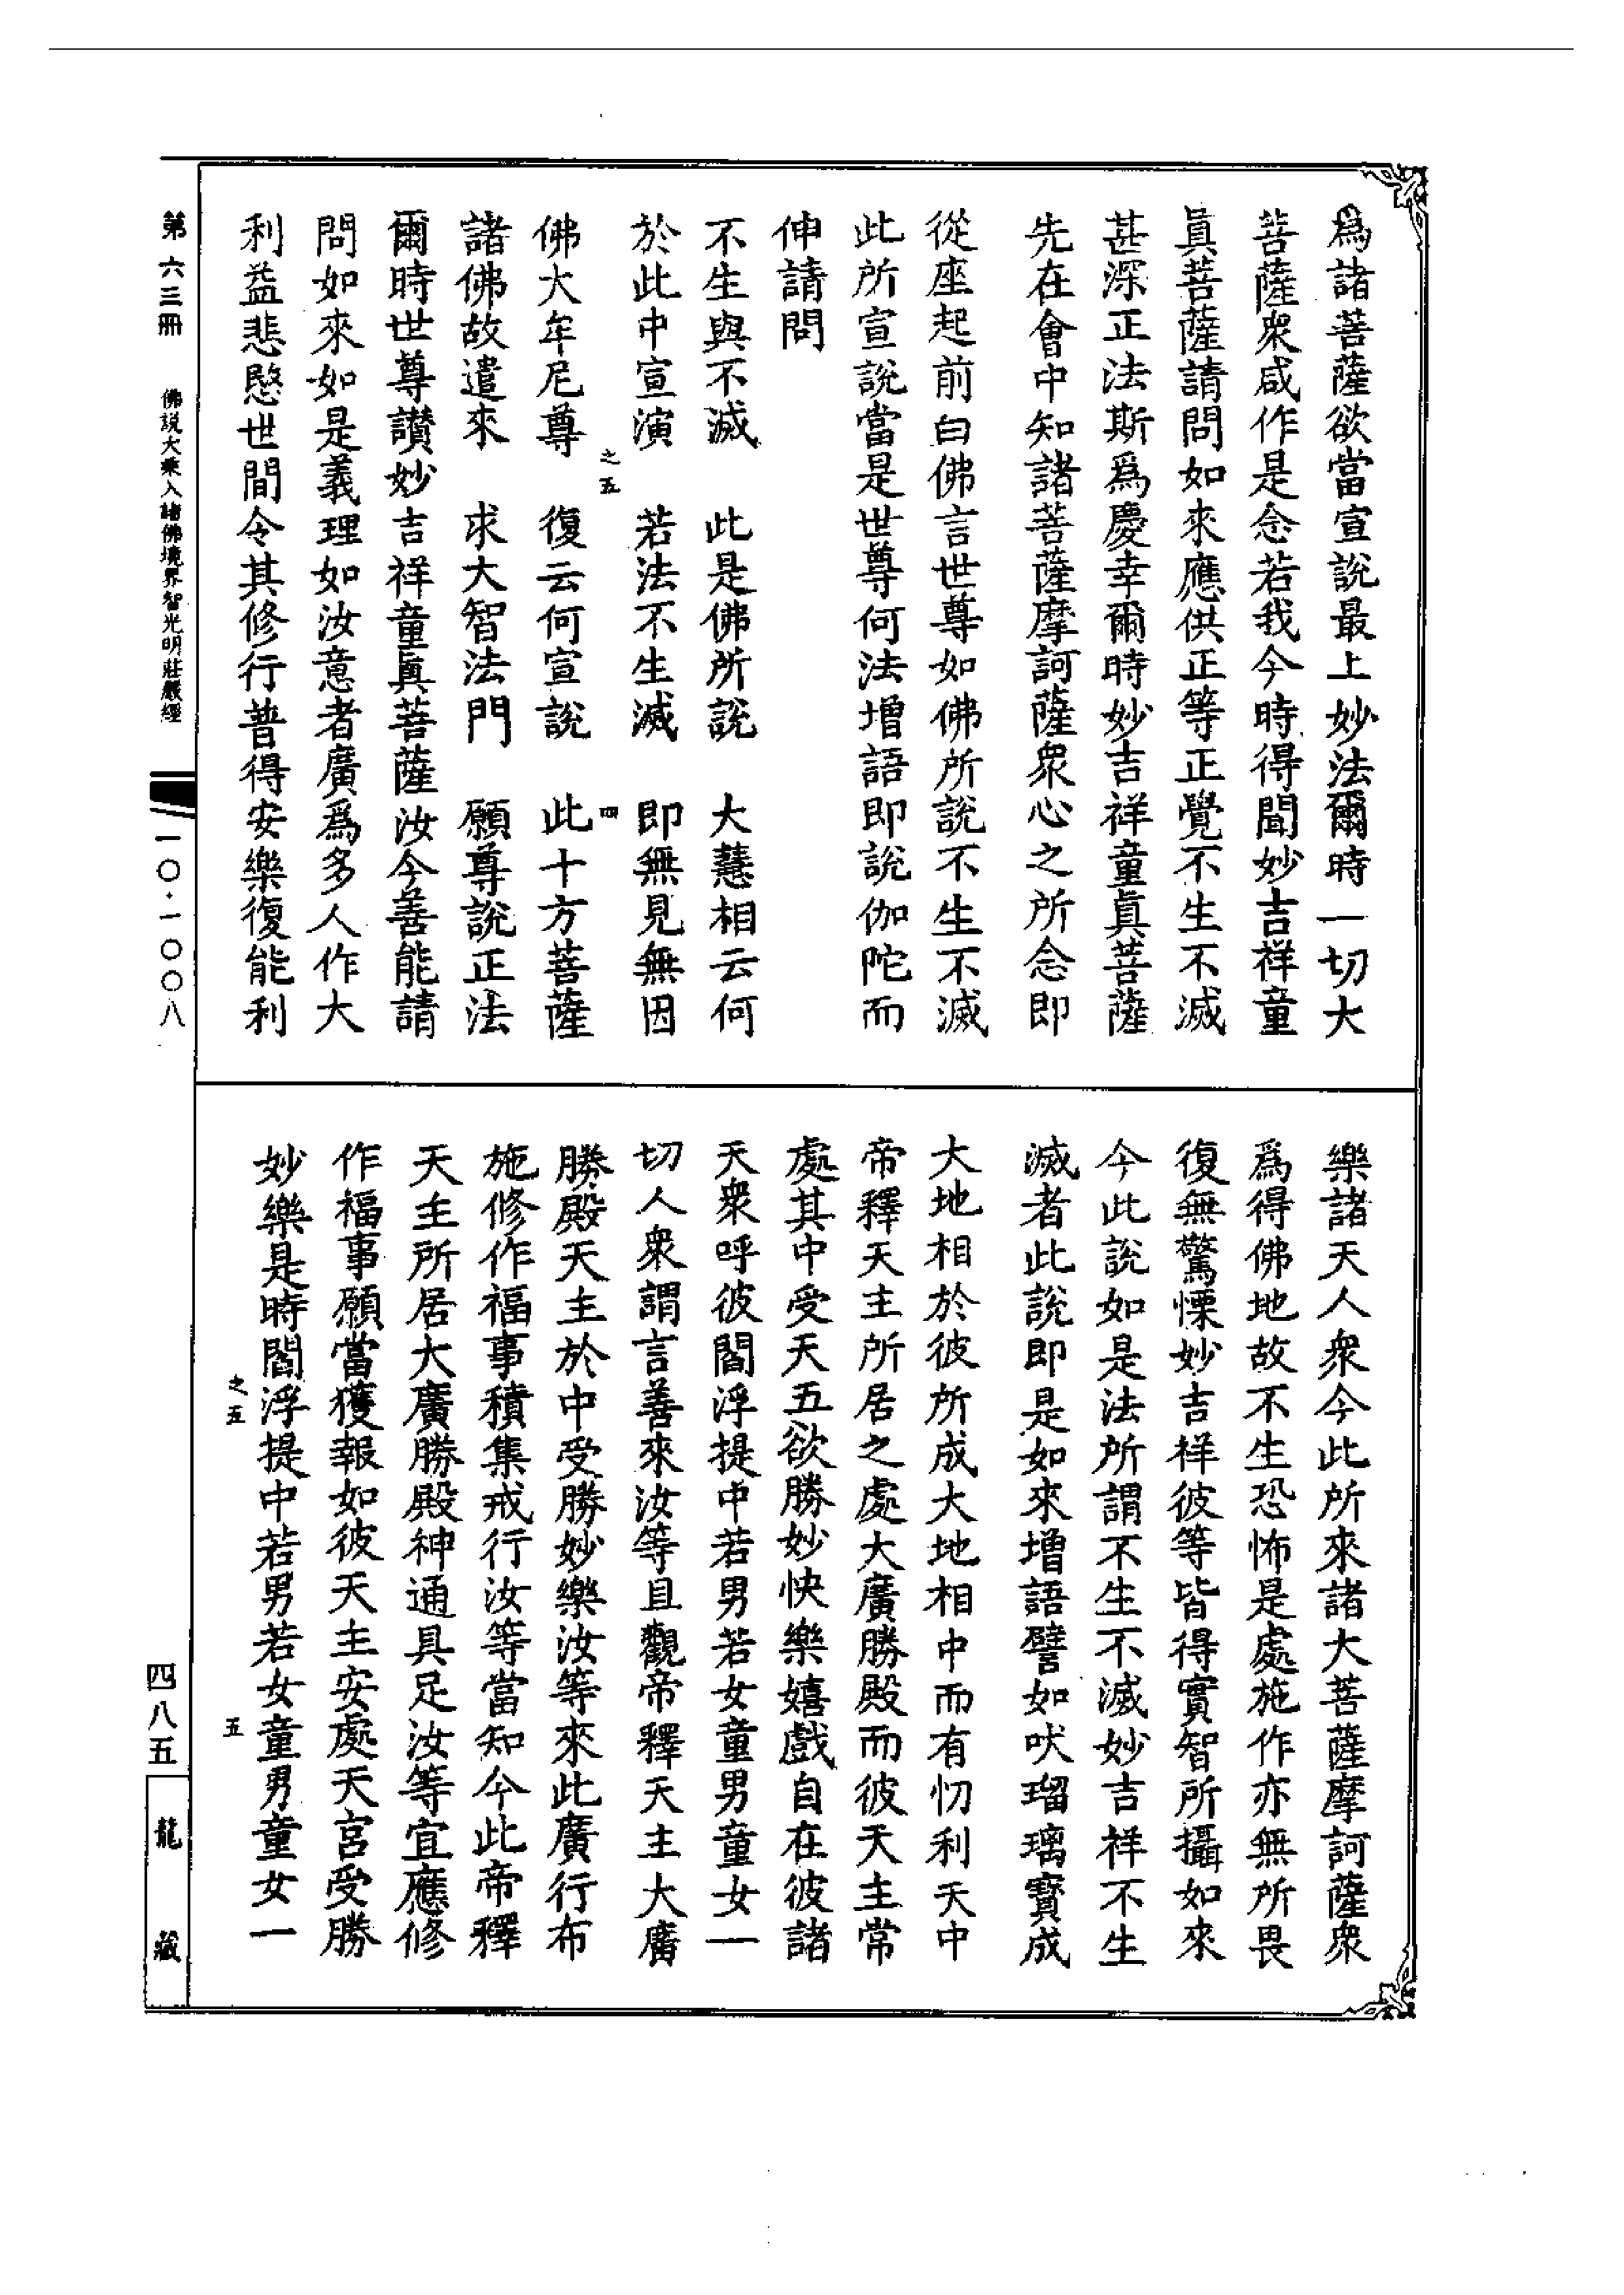 為諸菩薩欲當宣說最上妙法爾時一切大
菩薩衆咸作是念若我今時得聞妙吉祥童
眞菩薩請問如來應供正等正覺不生不滅
甚深正法斯為慶幸爾時妙吉祥童眞菩薩
先在會中知諸菩薩摩訶薩衆心之所念即
從座起前白佛言世尊如佛所說不生不滅
此所宣說當是世尊何法增語即說伽陀而
伸請問
不生與不滅　此是佛所說　大慧相云何
於此中宣演　若法不生滅　即無見無因
之五　四
佛大牟尼尊　復云何宣說　此十方菩薩
諸佛故遣來　求大智法門　願尊說正法
爾時世尊讃妙吉祥童眞菩薩汝今善能請
問如來如是義理如汝意者廣為多人作大
利益悲愍世間令其修行普得安樂復能利
樂諸天人衆今此所來諸大菩薩摩訶薩衆
為得佛地故不生恐怖是處施作亦無所畏
復無驚慄妙吉祥彼等皆得實智所攝如來
今此說如是法所謂不生不滅妙吉祥不生
滅者此說即是如來增語譬如吠瑠璃寶成
大地相於彼所成大地相中而有忉利天中
帝釋天主所居之處大廣勝殿而彼天主常
處其中受天五欲勝妙快樂嬉戲自在彼諸
天衆呼彼閻浮提中若男若女童男童女一
切人衆謂言善來汝等且觀帝釋天主大廣
勝殿天主於中受勝妙樂汝等來此廣行布
施修作福事積集戒行汝等當知今此帝釋
天主所居大廣勝殿神通具足汝等宜應修
作福事願當獲報如彼天主安處天宮受勝
妙樂是時閻浮提中若男若女童男童女一
之五　五
第六三冊　佛說大乘入諸佛境界智光明莊嚴經　一〇·一〇〇八
四八五　龍藏